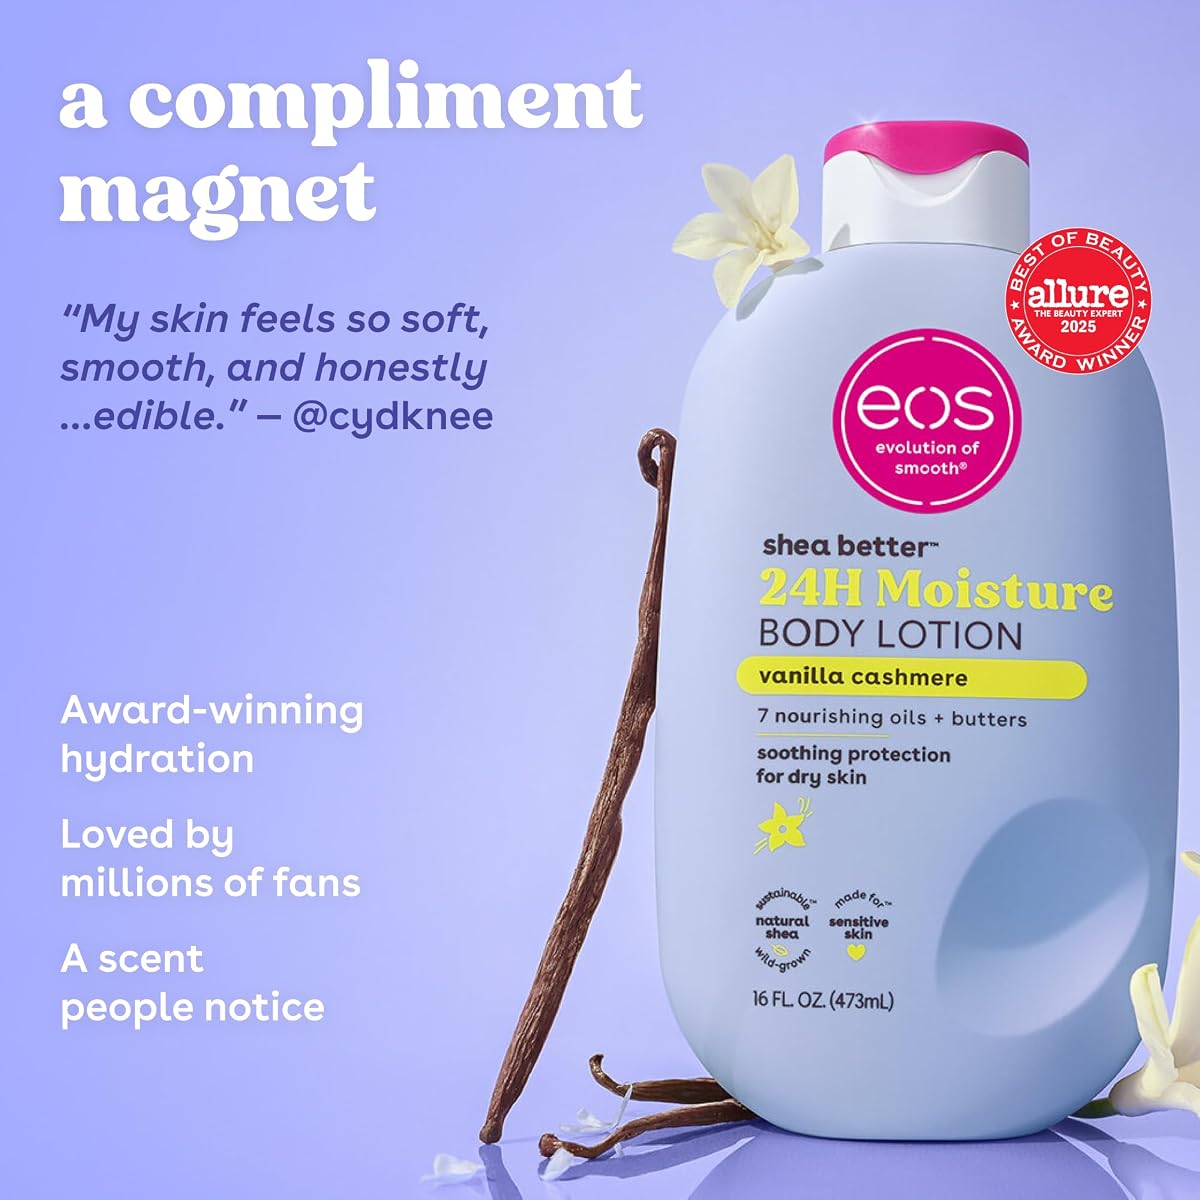 a compliment
magnet
“My skin feels so soft,
smooth, and honestly
...edible.” – @cydknee
Award-winning
hydration
Loved by
millions of fans
A scent
people notice
BEST OF BEAUTY
allure
THE BEAUTY EXPERT
2025
AWARD WINNER
eos
evolution of
smooth®
shea better™
24H Moisture
BODY LOTION
vanilla cashmere
7 nourishing oils + butters
soothing protection
for dry skin
sustainable™
natural
shea
wild-grown
made for™
sensitive
skin
16 FL. OZ. (473mL)